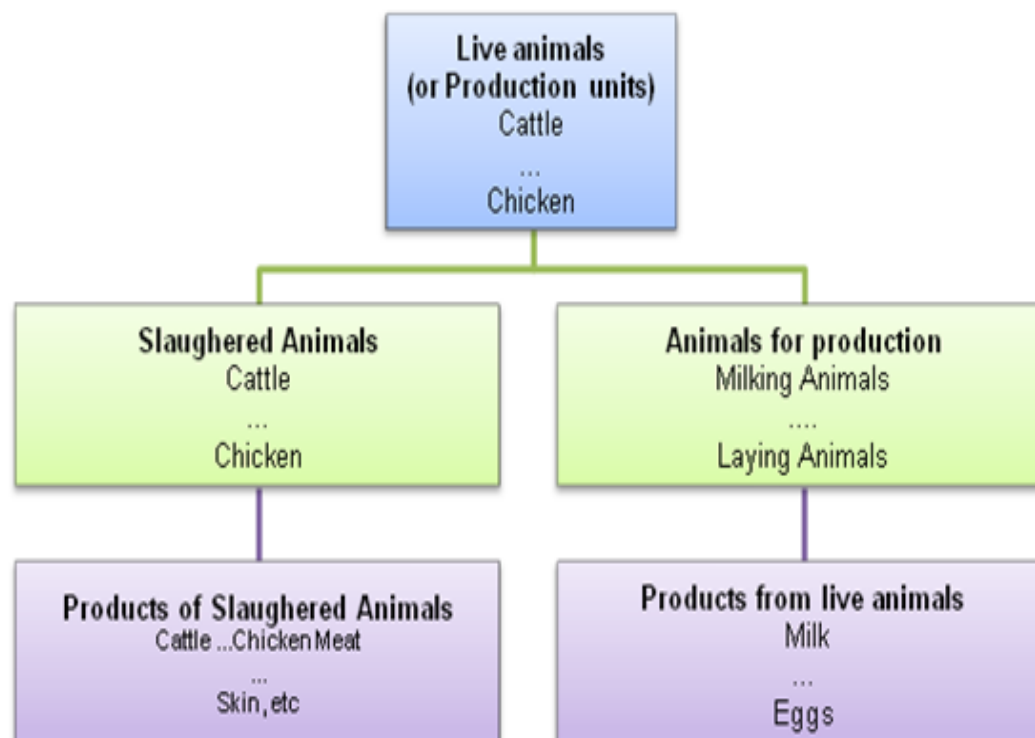 Live animals
(or Production units)
Cattle
...
Chicken
Slaughered Animals
Cattle
...
Chicken
Animals for production
Milking Animals
....
Laying Animals
Products of Slaughered Animals
Cattle ...Chicken Meat
...
Skin, etc
Products from live animals
Milk
...
Eggs